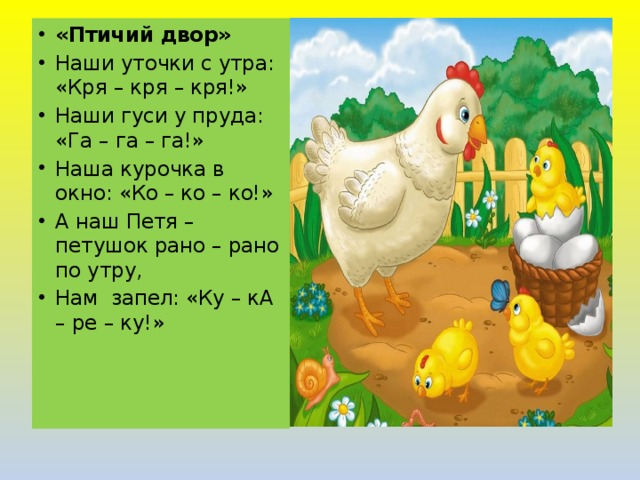 • «Птичий двор»
• Наши уточки с утра:
«Кря – кря – кря!»
• Наши гуси у пруда:
«Га – га – га!»
• Наша курочка в
окно: «Ко – ко – ко!»
• А наш Петя –
петушок рано – рано
по утру,
• Нам  запел: «Ку – кА
– ре – ку!»